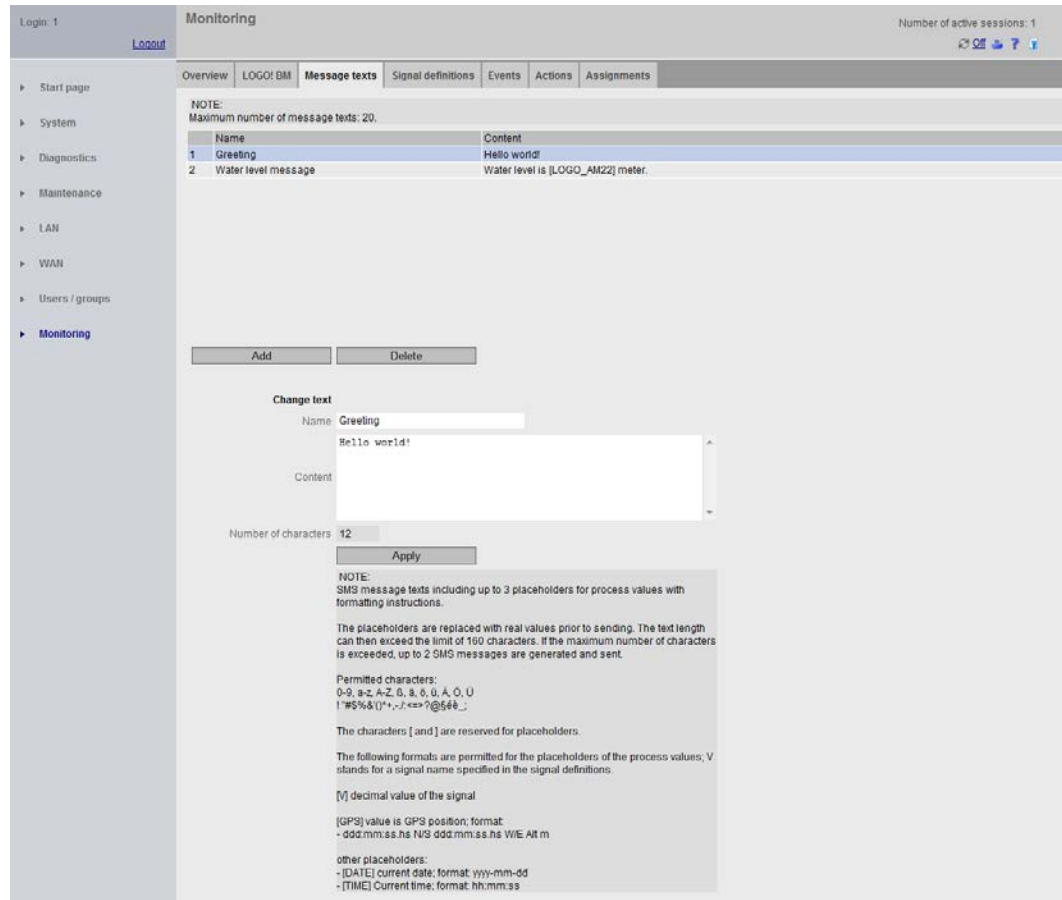 Login: 1
Logout
Monitoring
Number of active sessions: 1
Off ?
Start page
System
Diagnostics
Maintenance
LAN
WAN
Users / groups
Monitoring
Overview LOGO! BM Message texts Signal definitions Events Actions Assignments
NOTE:
Maximum number of message texts: 20.
Name Content
1 Greeting Hello world!
2 Water level message Water level is [LOGO_AM22] meter.
Add Delete
Change text
Name Greeting
Content Hello world!
Number of characters 12
Apply
NOTE:
SMS message texts including up to 3 placeholders for process values with
formatting instructions.
The placeholders are replaced with real values prior to sending. The text length
can then exceed the limit of 160 characters. If the maximum number of characters
is exceeded, up to 2 SMS messages are generated and sent.
Permitted characters:
0-9, a-z, A-Z, ß, ä, ö, ü, Ä, Ö, Ü
! "#$%&'()*+,-./:<=>?@§éè_;
The characters [ and ] are reserved for placeholders.
The following formats are permitted for the placeholders of the process values; V
stands for a signal name specified in the signal definitions.
[V] decimal value of the signal
[GPS] value is GPS position; format:
- ddd:mm:ss.hs N/S ddd:mm:ss.hs W/E Alt m
other placeholders:
- [DATE] current date; format: yyyy-mm-dd
- [TIME] Current time; format: hh:mm:ss